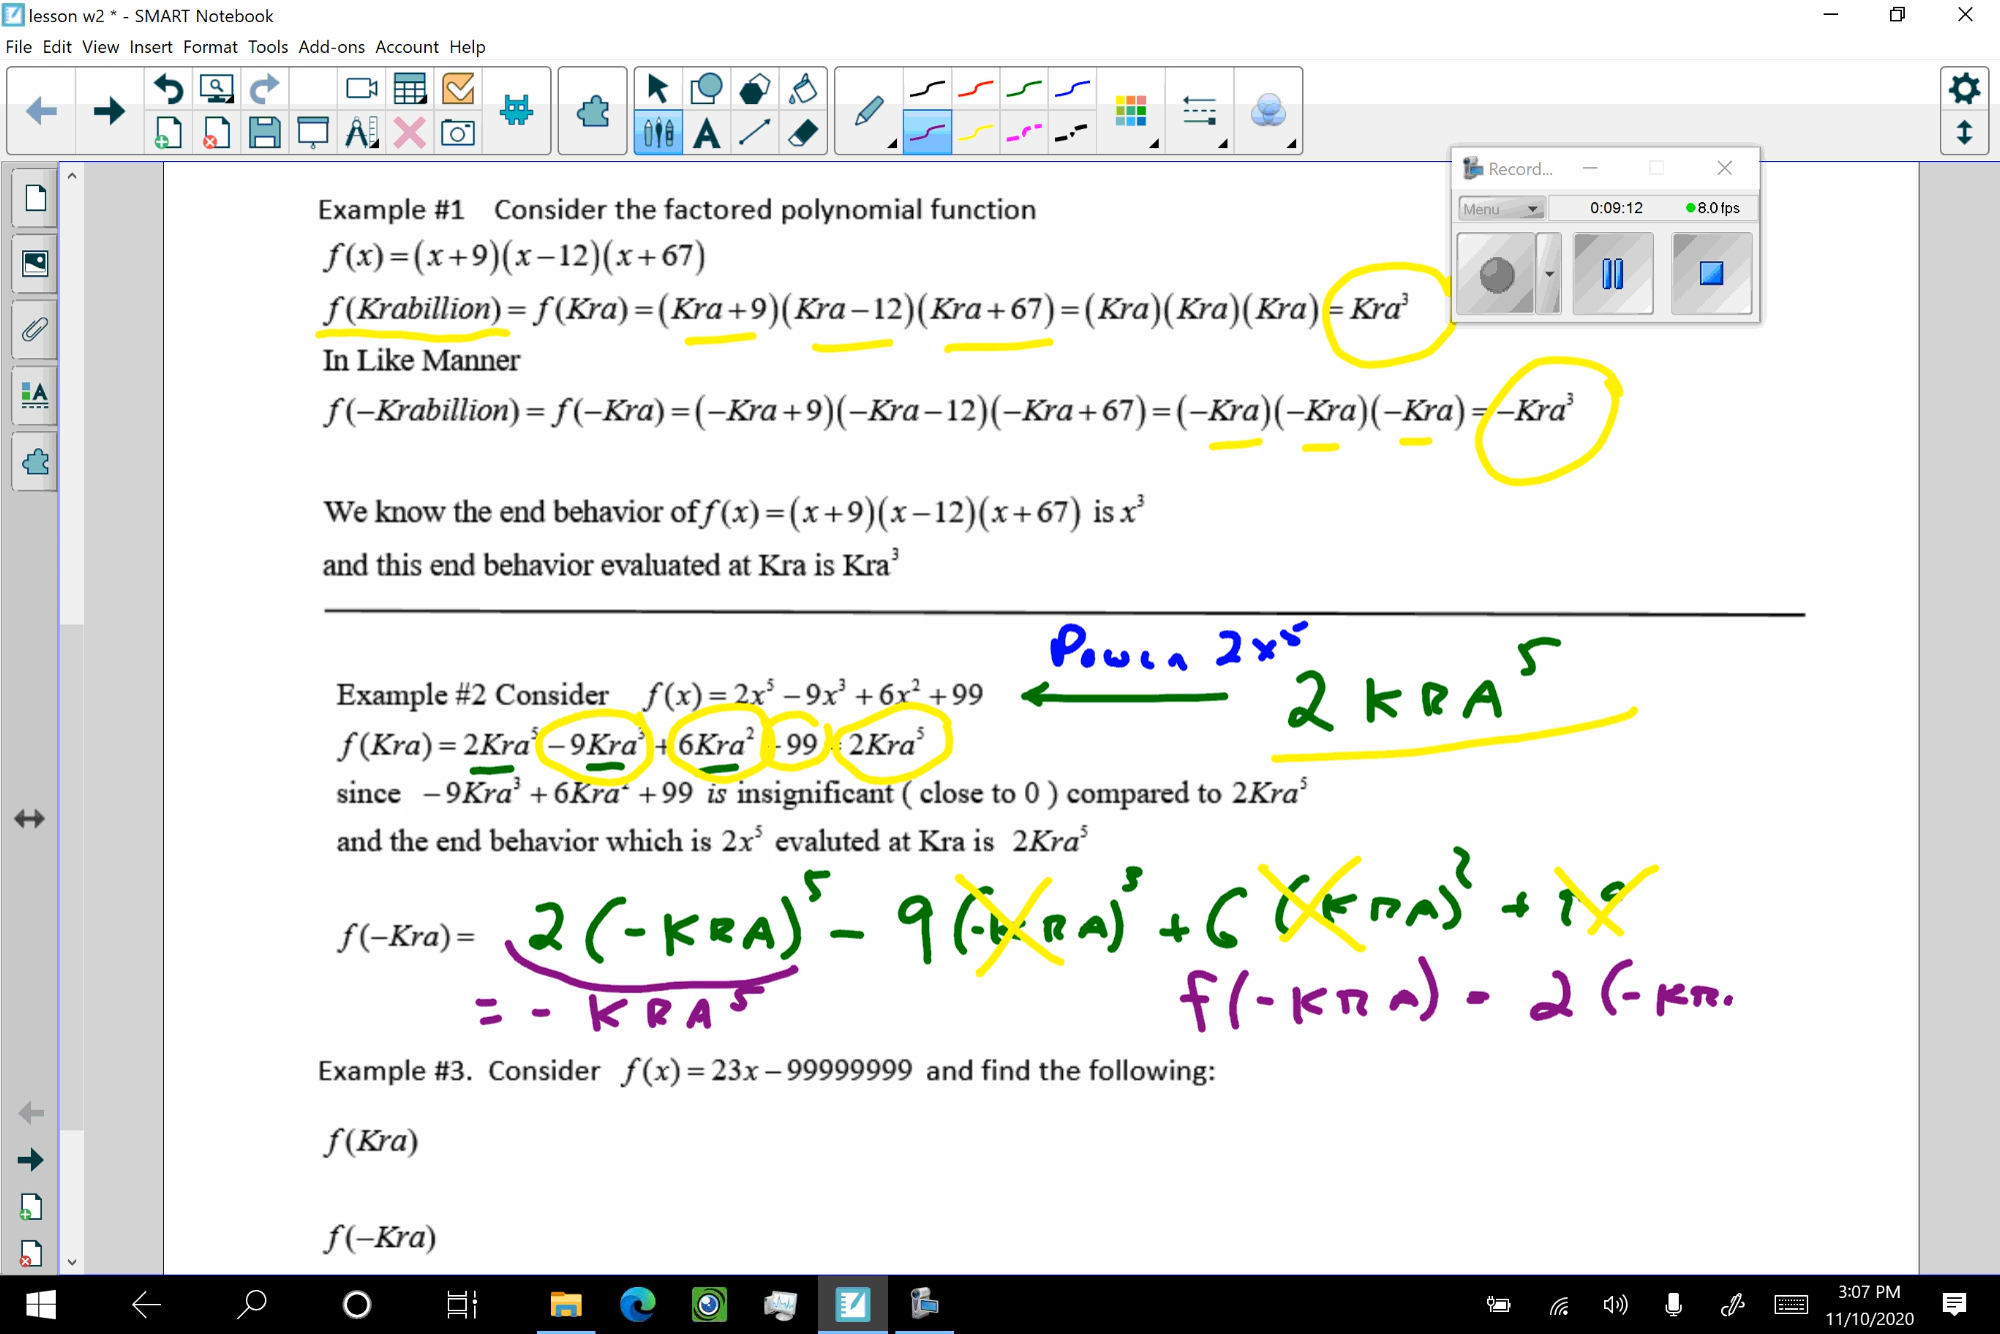 lesson w2 * - SMART Notebook
File Edit View Insert Format Tools Add-ons Account Help
Record...
Menu 0:09:12 8.0 fps
Example #1 Consider the factored polynomial function
f(x) = (x+9)(x−12)(x+67)
f(Krabillion) = f(Kra) = (Kra+9)(Kra−12)(Kra+67) = (Kra)(Kra)(Kra) = Kra³
In Like Manner
f(−Krabillion) = f(−Kra) = (−Kra+9)(−Kra−12)(−Kra+67) = (−Kra)(−Kra)(−Kra) = −Kra³
We know the end behavior of f(x) = (x+9)(x−12)(x+67) is x³
and this end behavior evaluated at Kra is Kra³
Power 2x⁵
2 KRA⁵
Example #2 Consider f(x) = 2x⁵ − 9x³ + 6x² + 99
f(Kra) = 2Kra⁵ − 9Kra³ + 6Kra² 99 = 2Kra⁵
since − 9Kra³ + 6Kra² + 99 is insignificant ( close to 0 ) compared to 2Kra⁵
and the end behavior which is 2x⁵ evaluted at Kra is 2Kra⁵
f(−Kra) = 2(-KRA)⁵ − 9(-KRA)³ + 6(KRA)² +
= - KRA⁵
f(-KRA) - 2(-KR.
Example #3. Consider f(x) = 23x − 99999999 and find the following:
f(Kra)
f(−Kra)
3:07 PM
11/10/2020